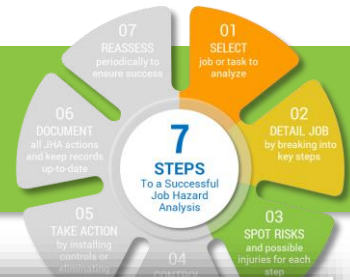 7
STEPS
To a Successful
Job Hazard
Analysis
01
SELECT
job or task to
analyze
02
DETAIL JOB
by breaking into
key steps
03
SPOT RISKS
and possible
injuries for each
step
04
CONTROL
05
TAKE ACTION
by installing
controls or
eliminating
06
DOCUMENT
all JHA actions
and keep records
up-to-date
07
REASSESS
periodically to
ensure success